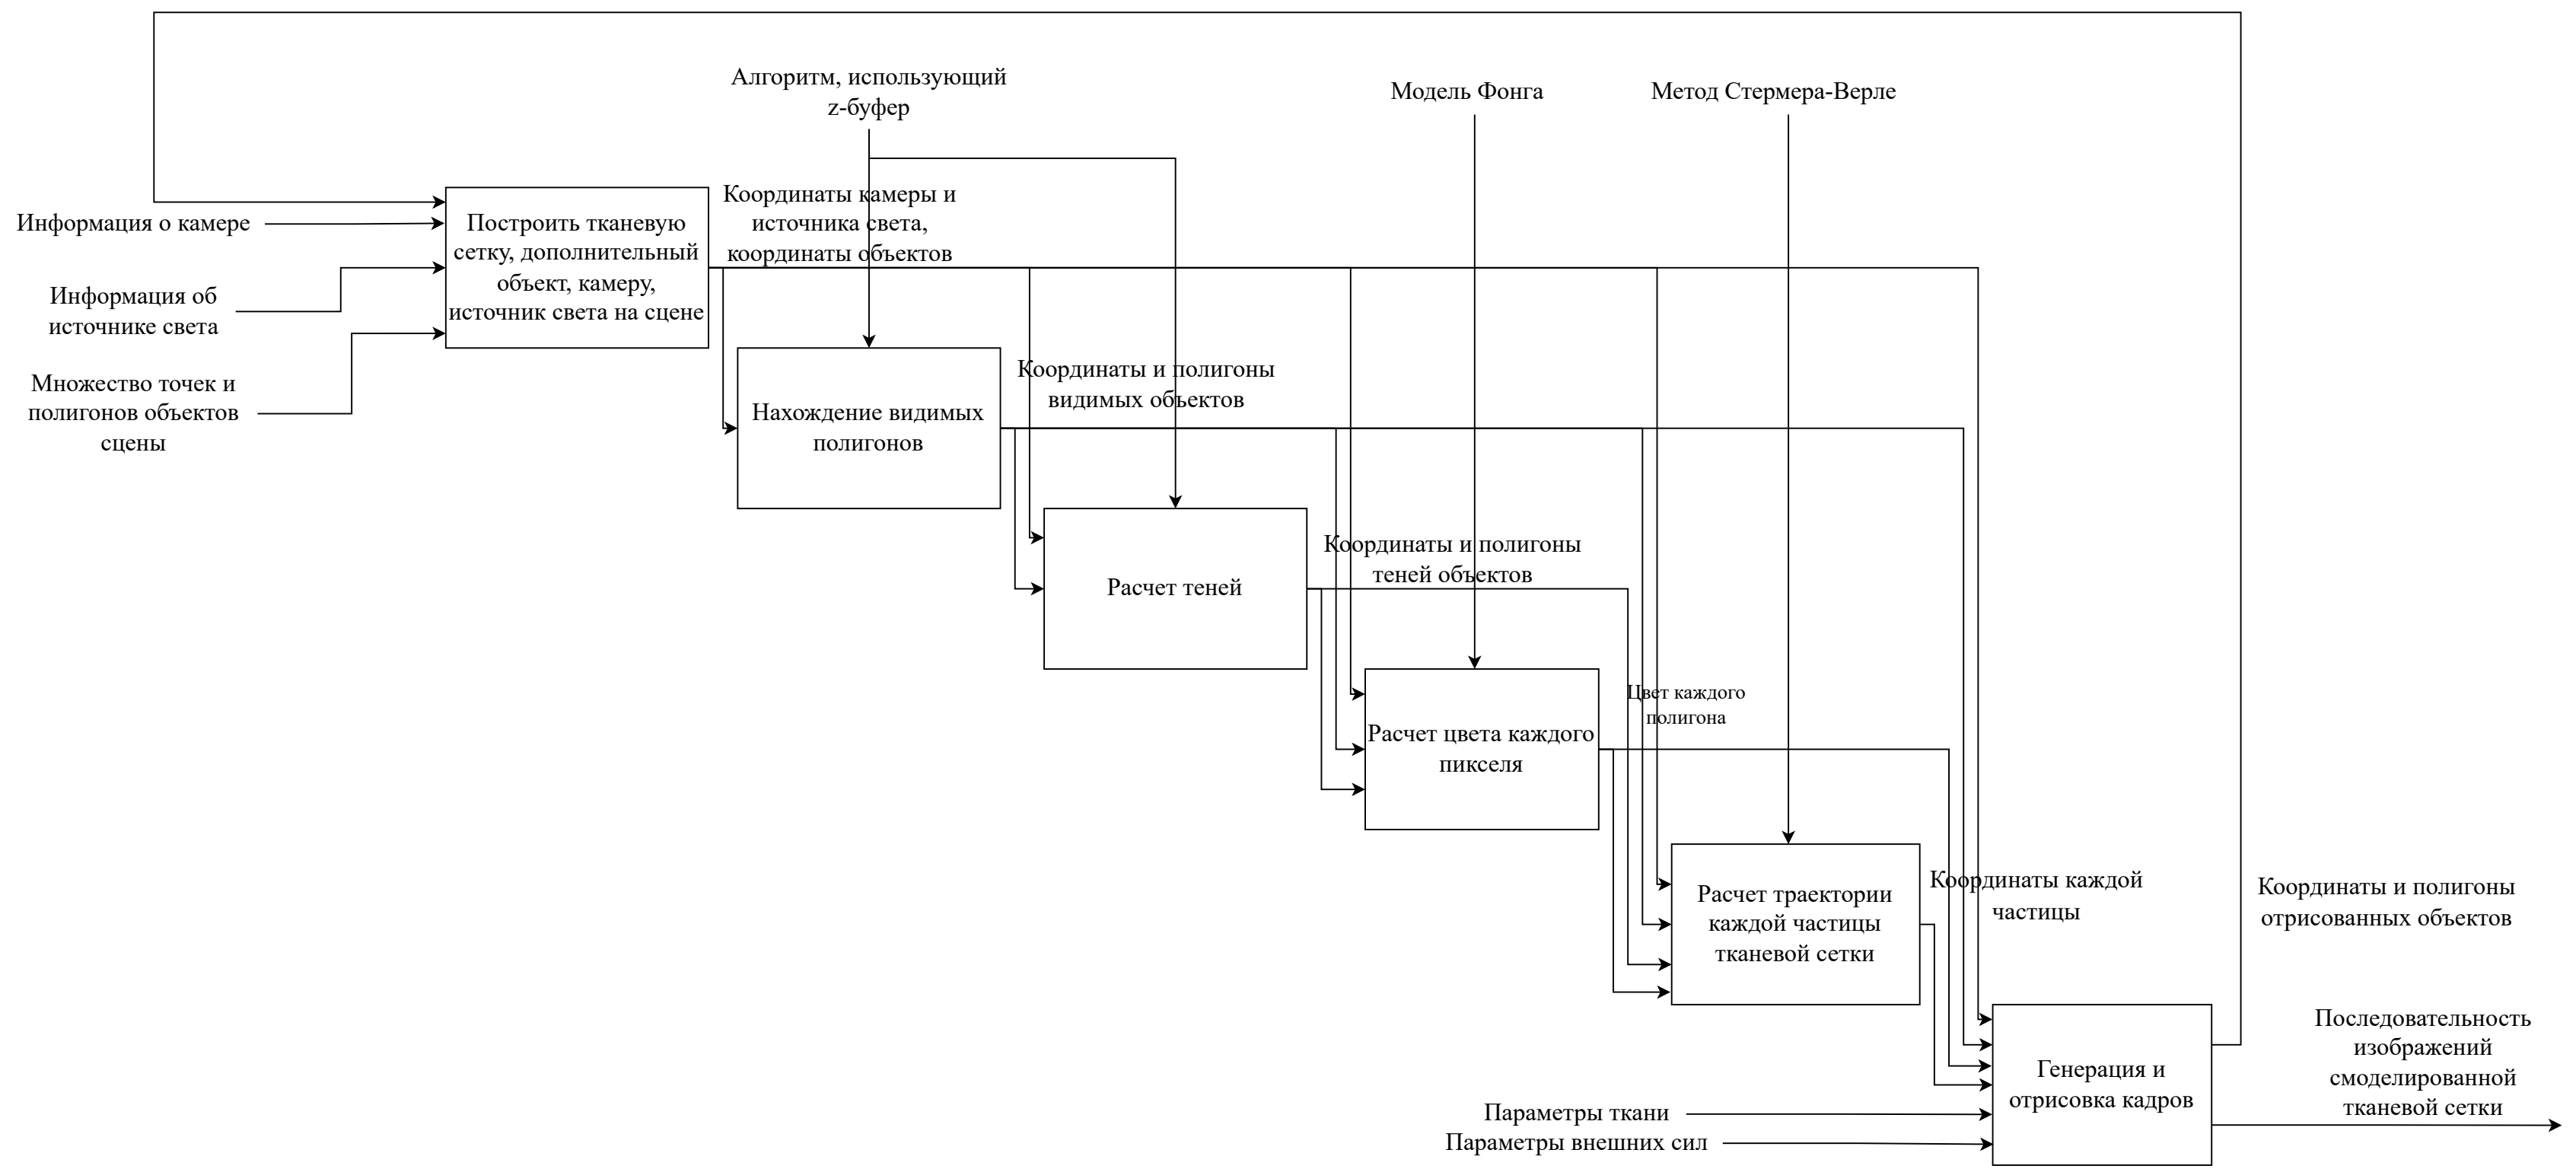 Алгоритм, использующий
z-буфер
Модель Фонга
Метод Стермера-Верле
Информация о камере
Информация об
источнике света
Множество точек и
полигонов объектов
сцены
Построить тканевую
сетку, дополнительный
объект, камеру,
источник света на сцене
Координаты камеры и
источника света,
координаты объектов
Нахождение видимых
полигонов
Координаты и полигоны
видимых объектов
Расчет теней
Координаты и полигоны
теней объектов
Расчет цвета каждого
пикселя
Цвет каждого
полигона
Расчет траектории
каждой частицы
тканевой сетки
Координаты каждой
частицы
Координаты и полигоны
отрисованных объектов
Параметры ткани
Параметры внешних сил
Генерация и
отрисовка кадров
Последовательность
изображений
смоделированной
тканевой сетки